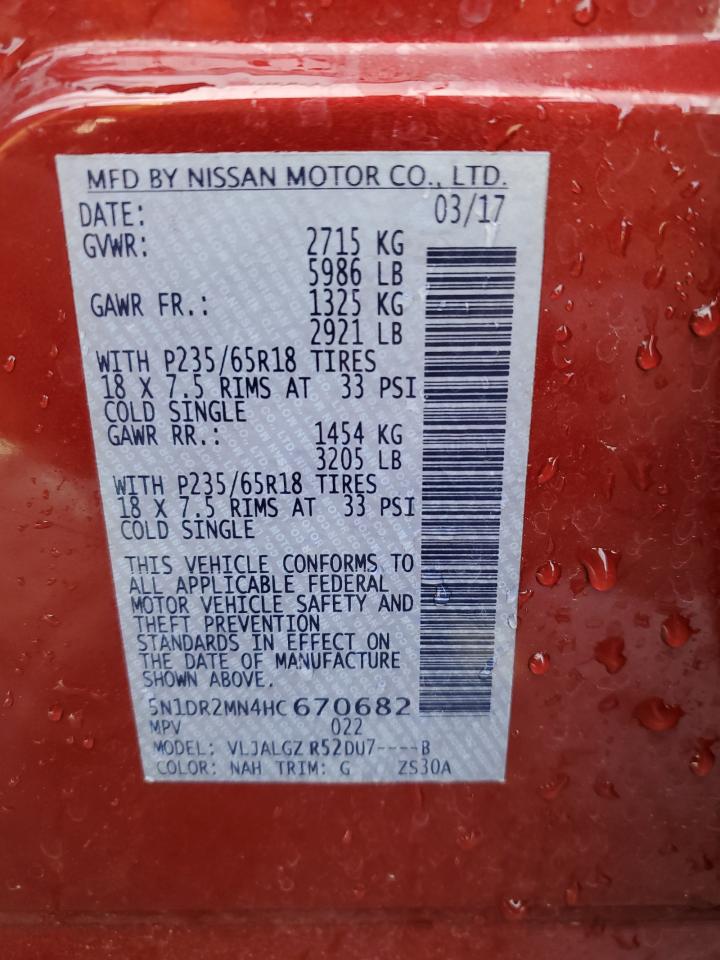 MFD BY NISSAN MOTOR CO., LTD.
DATE: 03/17
GVWR: 2715 KG
5986 LB
GAWR FR.: 1325 KG
2921 LB
WITH P235/65R18 TIRES
18 X 7.5 RIMS AT 33 PSI
COLD SINGLE
GAWR RR.: 1454 KG
3205 LB
WITH P235/65R18 TIRES
18 X 7.5 RIMS AT 33 PSI
COLD SINGLE
THIS VEHICLE CONFORMS TO
ALL APPLICABLE FEDERAL
MOTOR VEHICLE SAFETY AND
THEFT PREVENTION
STANDARDS IN EFFECT ON
THE DATE OF MANUFACTURE
SHOWN ABOVE.
5N1DR2MN4HC670682
MPV 022
MODEL: VLJALGZ R52DU7----B
COLOR: NAH TRIM: G ZS30A